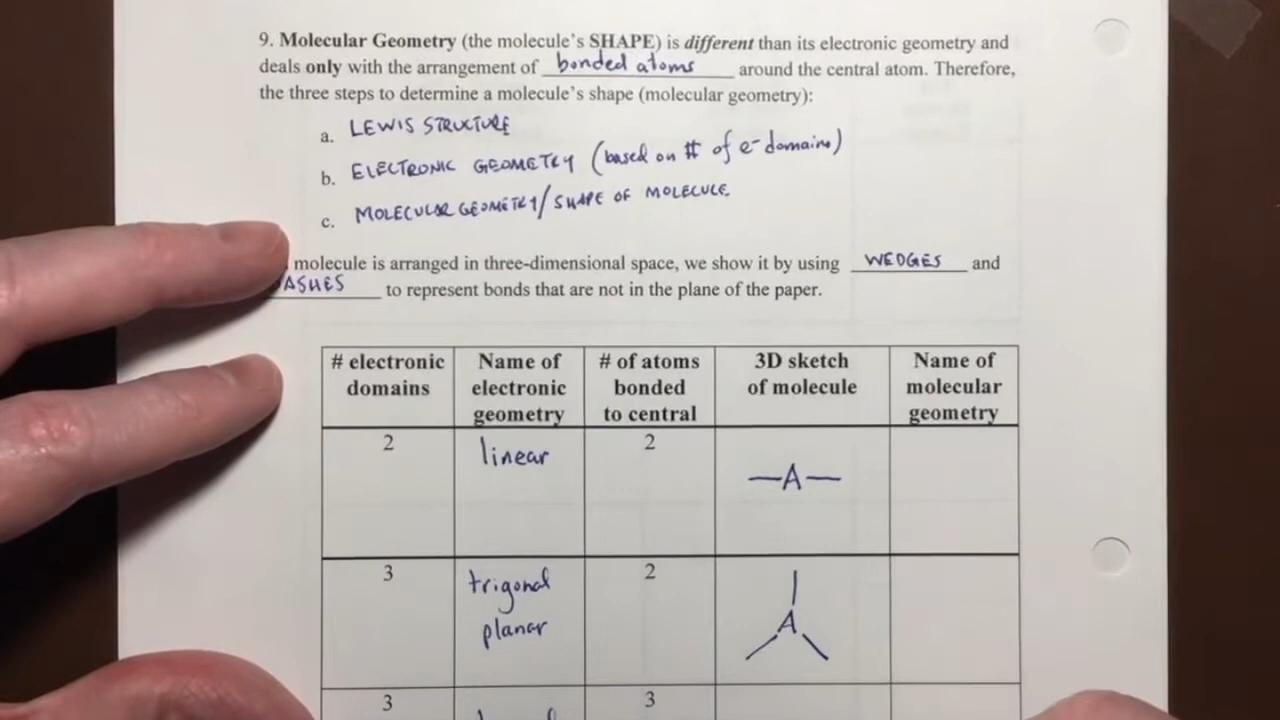 9. Molecular Geometry (the molecule's SHAPE) is different than its electronic geometry and
deals only with the arrangement of bonded atoms around the central atom. Therefore,
the three steps to determine a molecule's shape (molecular geometry):
a. LEWIS STRUCTURE
b. ELECTRONIC GEOMETRY (based on # of e- domains)
c. MOLECULAR GEOMETRY/SHAPE OF MOLECULE
molecule is arranged in three-dimensional space, we show it by using WEDGES and
ASHES to represent bonds that are not in the plane of the paper.
# electronic domains
Name of electronic geometry
# of atoms bonded to central
3D sketch of molecule
Name of molecular geometry
2
linear
2
—A—
3
trigonal
planar
2
A
3
3